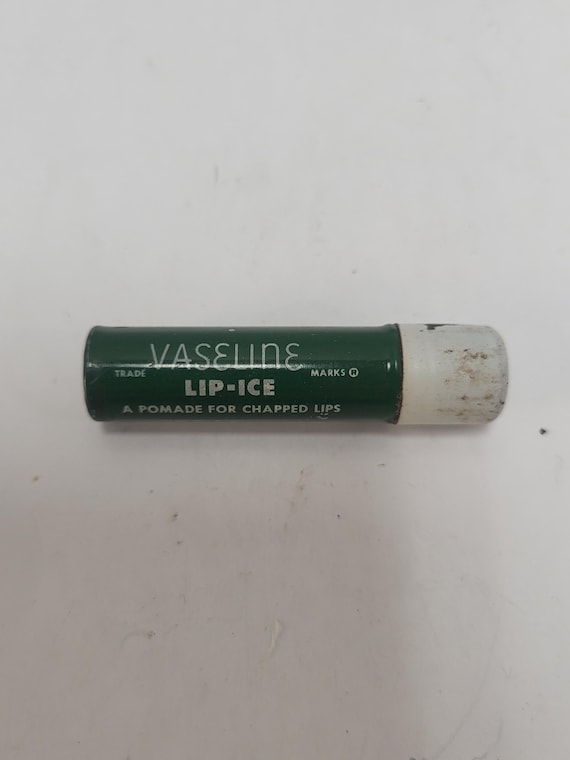 VASELINE
TRADE MARKS ®
LIP-ICE
A POMADE FOR CHAPPED LIPS